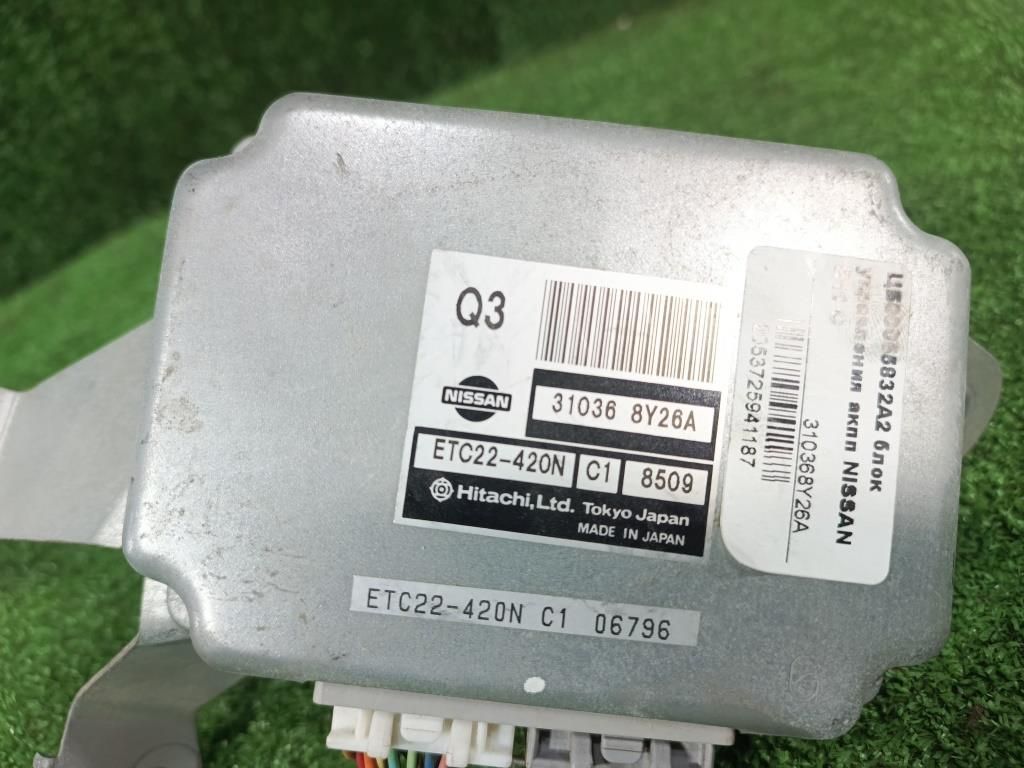 Q3
NISSAN
31036 8Y26A
ETC22-420N C1 8509
Hitachi, Ltd. Tokyo Japan
MADE IN JAPAN
ETC22-420N C1 06796
блок
управления акпп NISSAN
310368Y26A